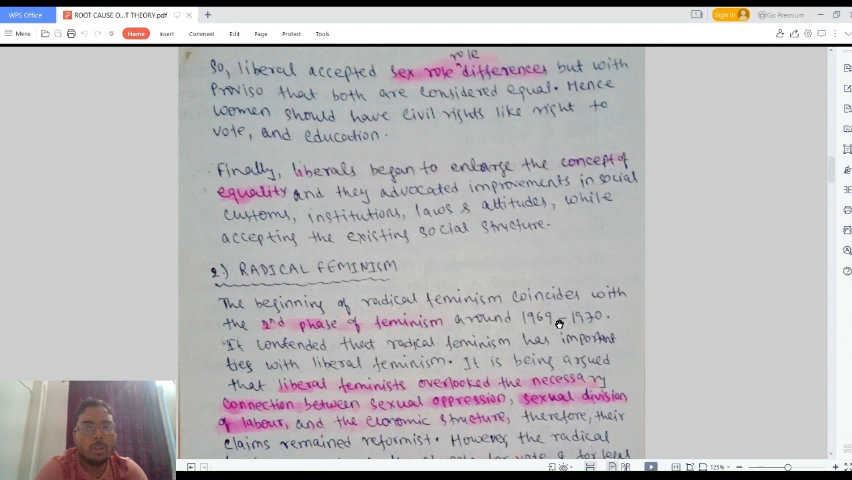 WPS Office
ROOT CAUSE O...T THEORY.pdf
Sign in
Go Premium
Menu
Home
Insert
Comment
Edit
Page
Protect
Tools
role
So, liberal accepted sex role differences but with
proviso that both are considered equal. Hence
women should have civil rights like right to
vote, and education.
Finally, liberals began to enlarge the concept of
equality and they advocated improvements in social
customs, institutions, laws & attitudes, while
accepting the existing social structure.
2.) RADICAL FEMINISM
The beginning of radical feminism coincides with
the 2nd phase of feminism around 1969-1970.
It contended that radical feminism has important
ties with liberal feminism. It is being argued
that liberal feminists overlooked the necessary
connection between sexual oppression, sexual division
of labour, and the economic structure, therefore, their
claims remained reformist. However, the radical
vote & for legal
125%